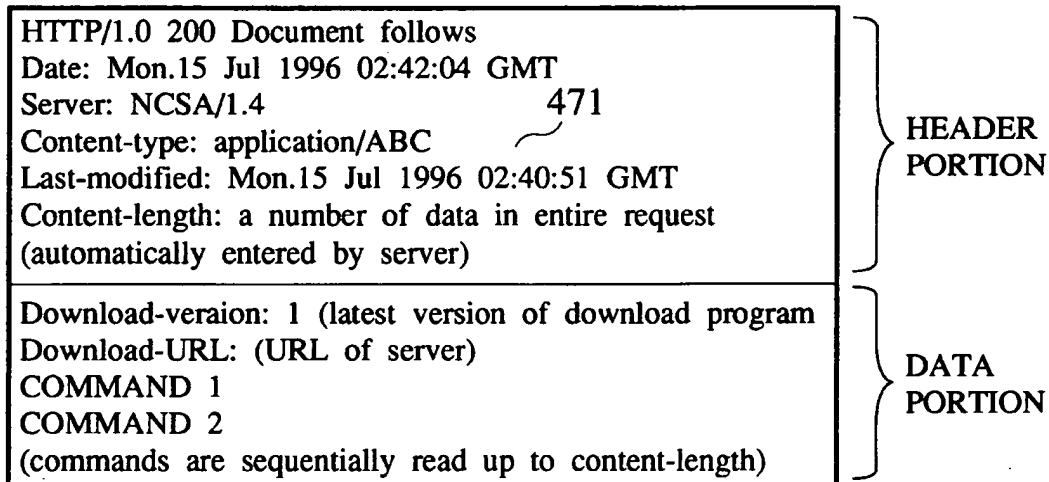 HTTP/1.0 200 Document follows
Date: Mon.15 Jul 1996 02:42:04 GMT
Server: NCSA/1.4
471
Content-type: application/ABC
Last-modified: Mon.15 Jul 1996 02:40:51 GMT
Content-length: a number of data in entire request
(automatically entered by server)
HEADER
PORTION
Download-veraion: 1 (latest version of download program
Download-URL: (URL of server)
COMMAND 1
COMMAND 2
(commands are sequentially read up to content-length)
DATA
PORTION